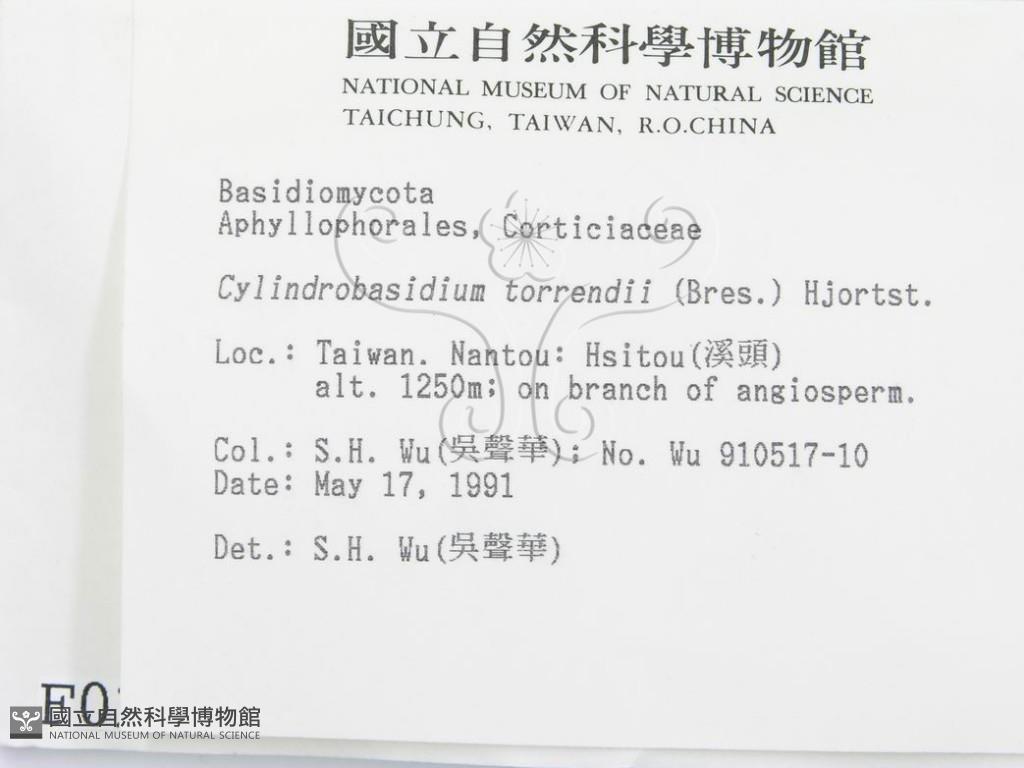 國立自然科學博物館
NATIONAL MUSEUM OF NATURAL SCIENCE
TAICHUNG, TAIWAN, R.O.CHINA
Basidiomycota
Aphyllophorales, Corticiaceae
Cylindrobasidium torrendii (Bres.) Hjortst.
Loc.: Taiwan. Nantou: Hsitou(溪頭)
alt. 1250m; on branch of angiosperm.
Col.: S.H. Wu(吳聲華); No. Wu 910517-10
Date: May 17, 1991
Det.: S.H. Wu(吳聲華)
國立自然科學博物館
NATIONAL MUSEUM OF NATURAL SCIENCE